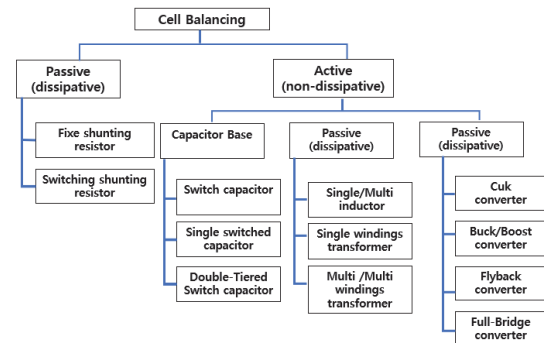 Cell Balancing
Passive
(dissipative)
Active
(non-dissipative)
Fixe shunting
resistor
Switching shunting
resistor
Capacitor Base
Switch capacitor
Single switched
capacitor
Double-Tiered
Switch capacitor
Passive
(dissipative)
Single/Multi
inductor
Single windings
transformer
Multi /Multi
windings
transformer
Passive
(dissipative)
Cuk
converter
Buck/Boost
converter
Flyback
converter
Full-Bridge
converter